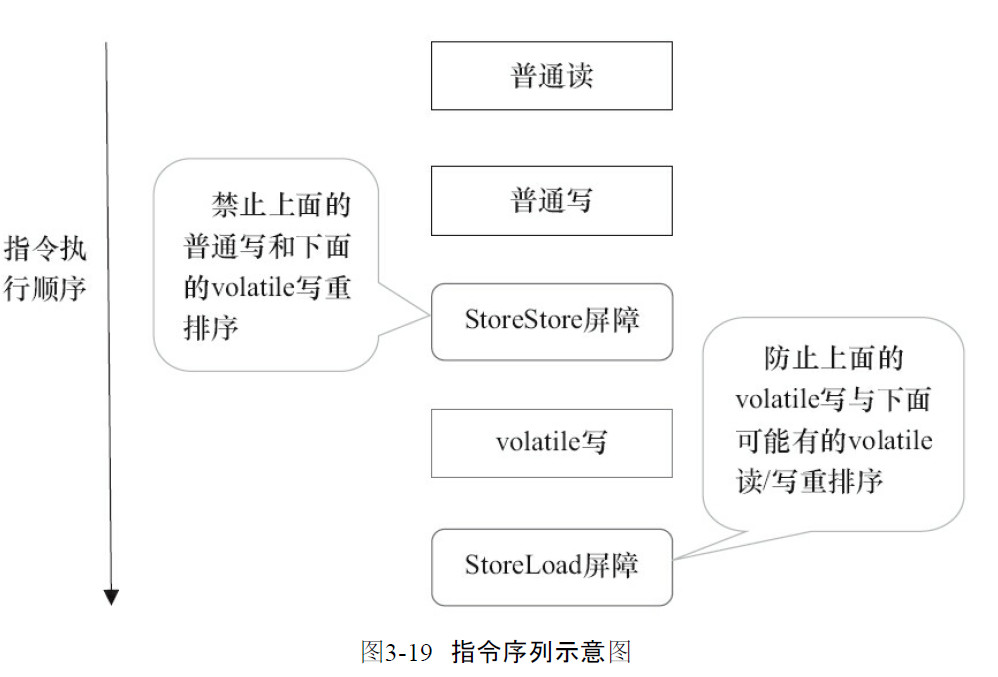 普通读
普通写
禁止上面的
普通写和下面
的volatile写重
排序
指令执
行顺序
StoreStore屏障
防止上面的
volatile写与下面
可能有的volatile
读/写重排序
volatile写
StoreLoad屏障
图3-19 指令序列示意图